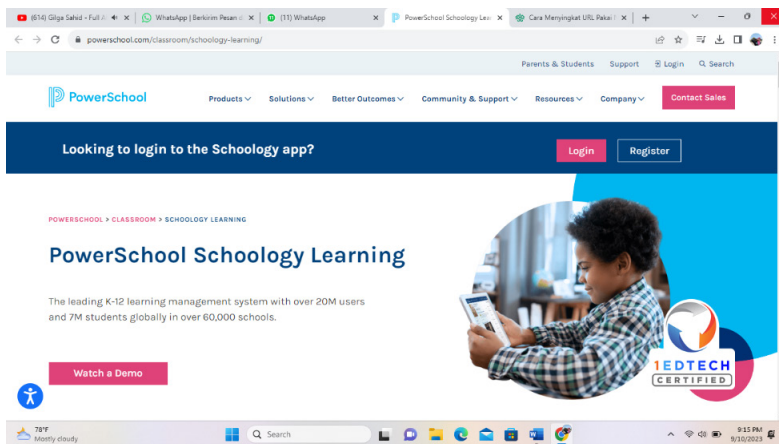 (614) Gilga Sahid - Full A
WhatsApp | Berkirim Pesan d
(11) WhatsApp
PowerSchool Schoology Lea
Cara Menyingkat URL Pakai
powerschool.com/classroom/schoology-learning/
Parents & Students Support Login Search
PowerSchool
Products Solutions Better Outcomes Community & Support Resources Company Contact Sales
Looking to login to the Schoology app?
Login Register
POWERSCHOOL > CLASSROOM > SCHOOLOGY LEARNING
PowerSchool Schoology Learning
The leading K-12 learning management system with over 20M users
and 7M students globally in over 60,000 schools.
Watch a Demo
1EDTECH
CERTIFIED
78°F
Mostly cloudy
Search
9:15 PM
9/10/2023